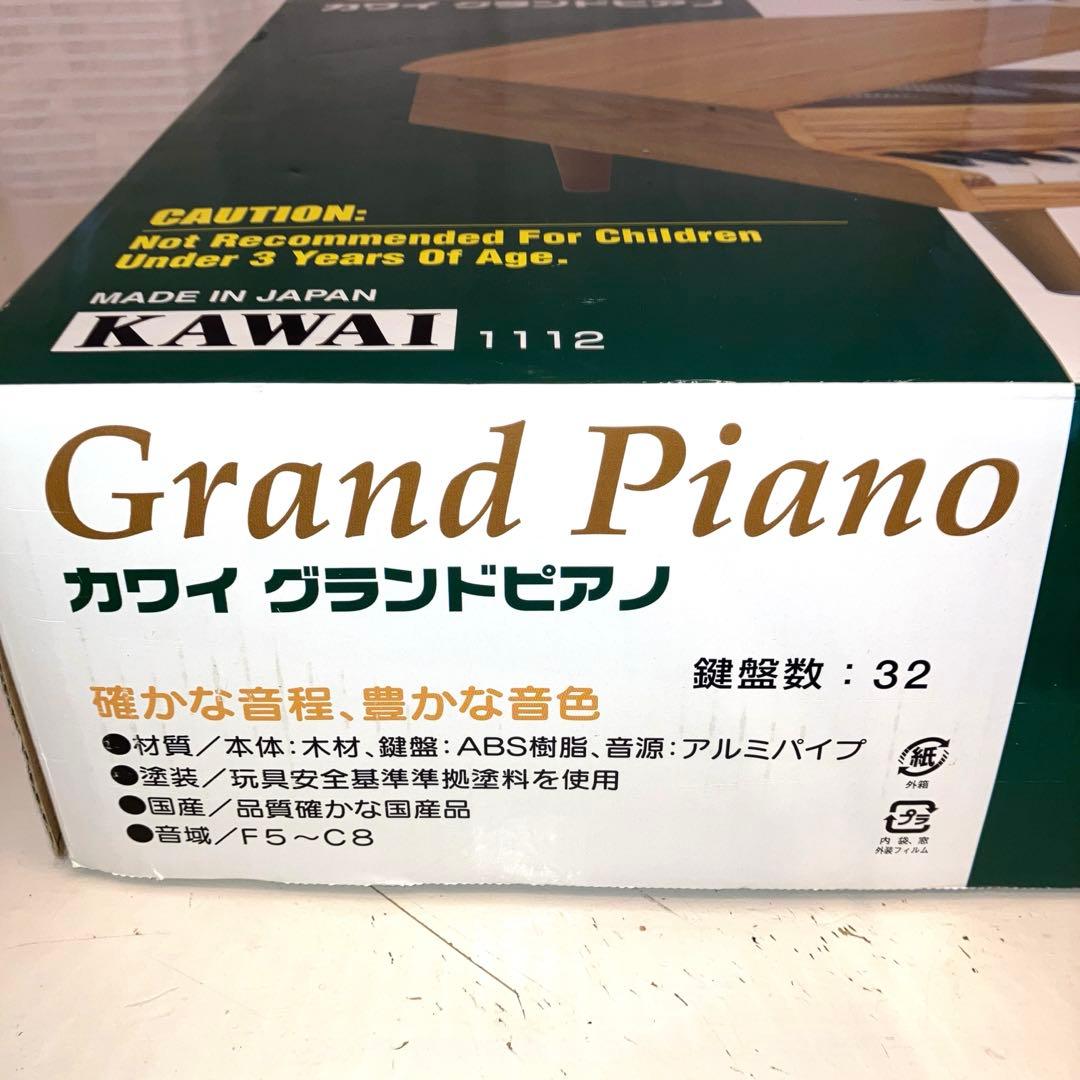 カワイ グランドピアノ
CAUTION:
Not Recommended For Children
Under 3 Years Of Age.
MADE IN JAPAN
KAWAI 1112
Grand Piano
カワイ グランドピアノ
鍵盤数：32
確かな音程、豊かな音色
●材質／本体：木材、鍵盤：ABS樹脂、音源：アルミパイプ
●塗装／玩具安全基準準拠塗料を使用
●国産／品質確かな国産品
●音域／F5～C8
紙
外箱
プラ
内 袋、窓
外装フィルム